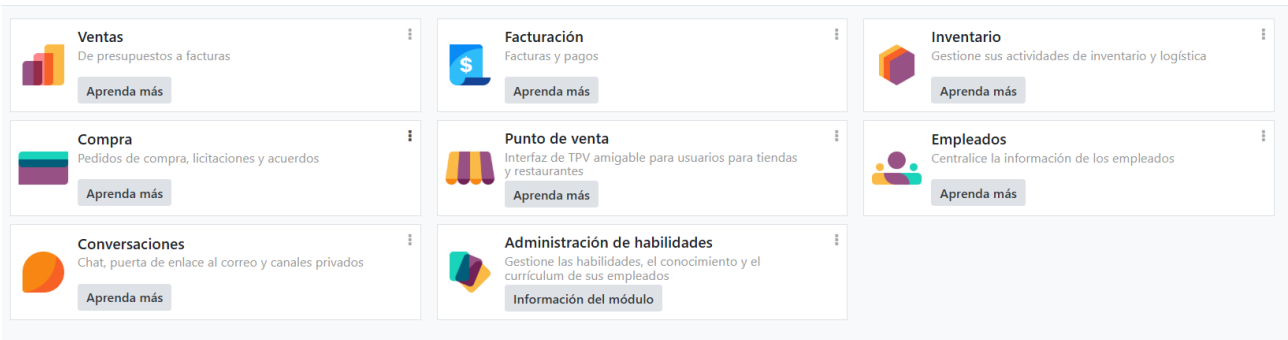 Ventas
De presupuestos a facturas
Aprenda más
Facturación
Facturas y pagos
Aprenda más
Inventario
Gestione sus actividades de inventario y logística
Aprenda más
Compra
Pedidos de compra, licitaciones y acuerdos
Aprenda más
Punto de venta
Interfaz de TPV amigable para usuarios para tiendas
y restaurantes
Aprenda más
Empleados
Centralice la información de los empleados
Aprenda más
Conversaciones
Chat, puerta de enlace al correo y canales privados
Aprenda más
Administración de habilidades
Gestione las habilidades, el conocimiento y el
currículum de sus empleados
Información del módulo